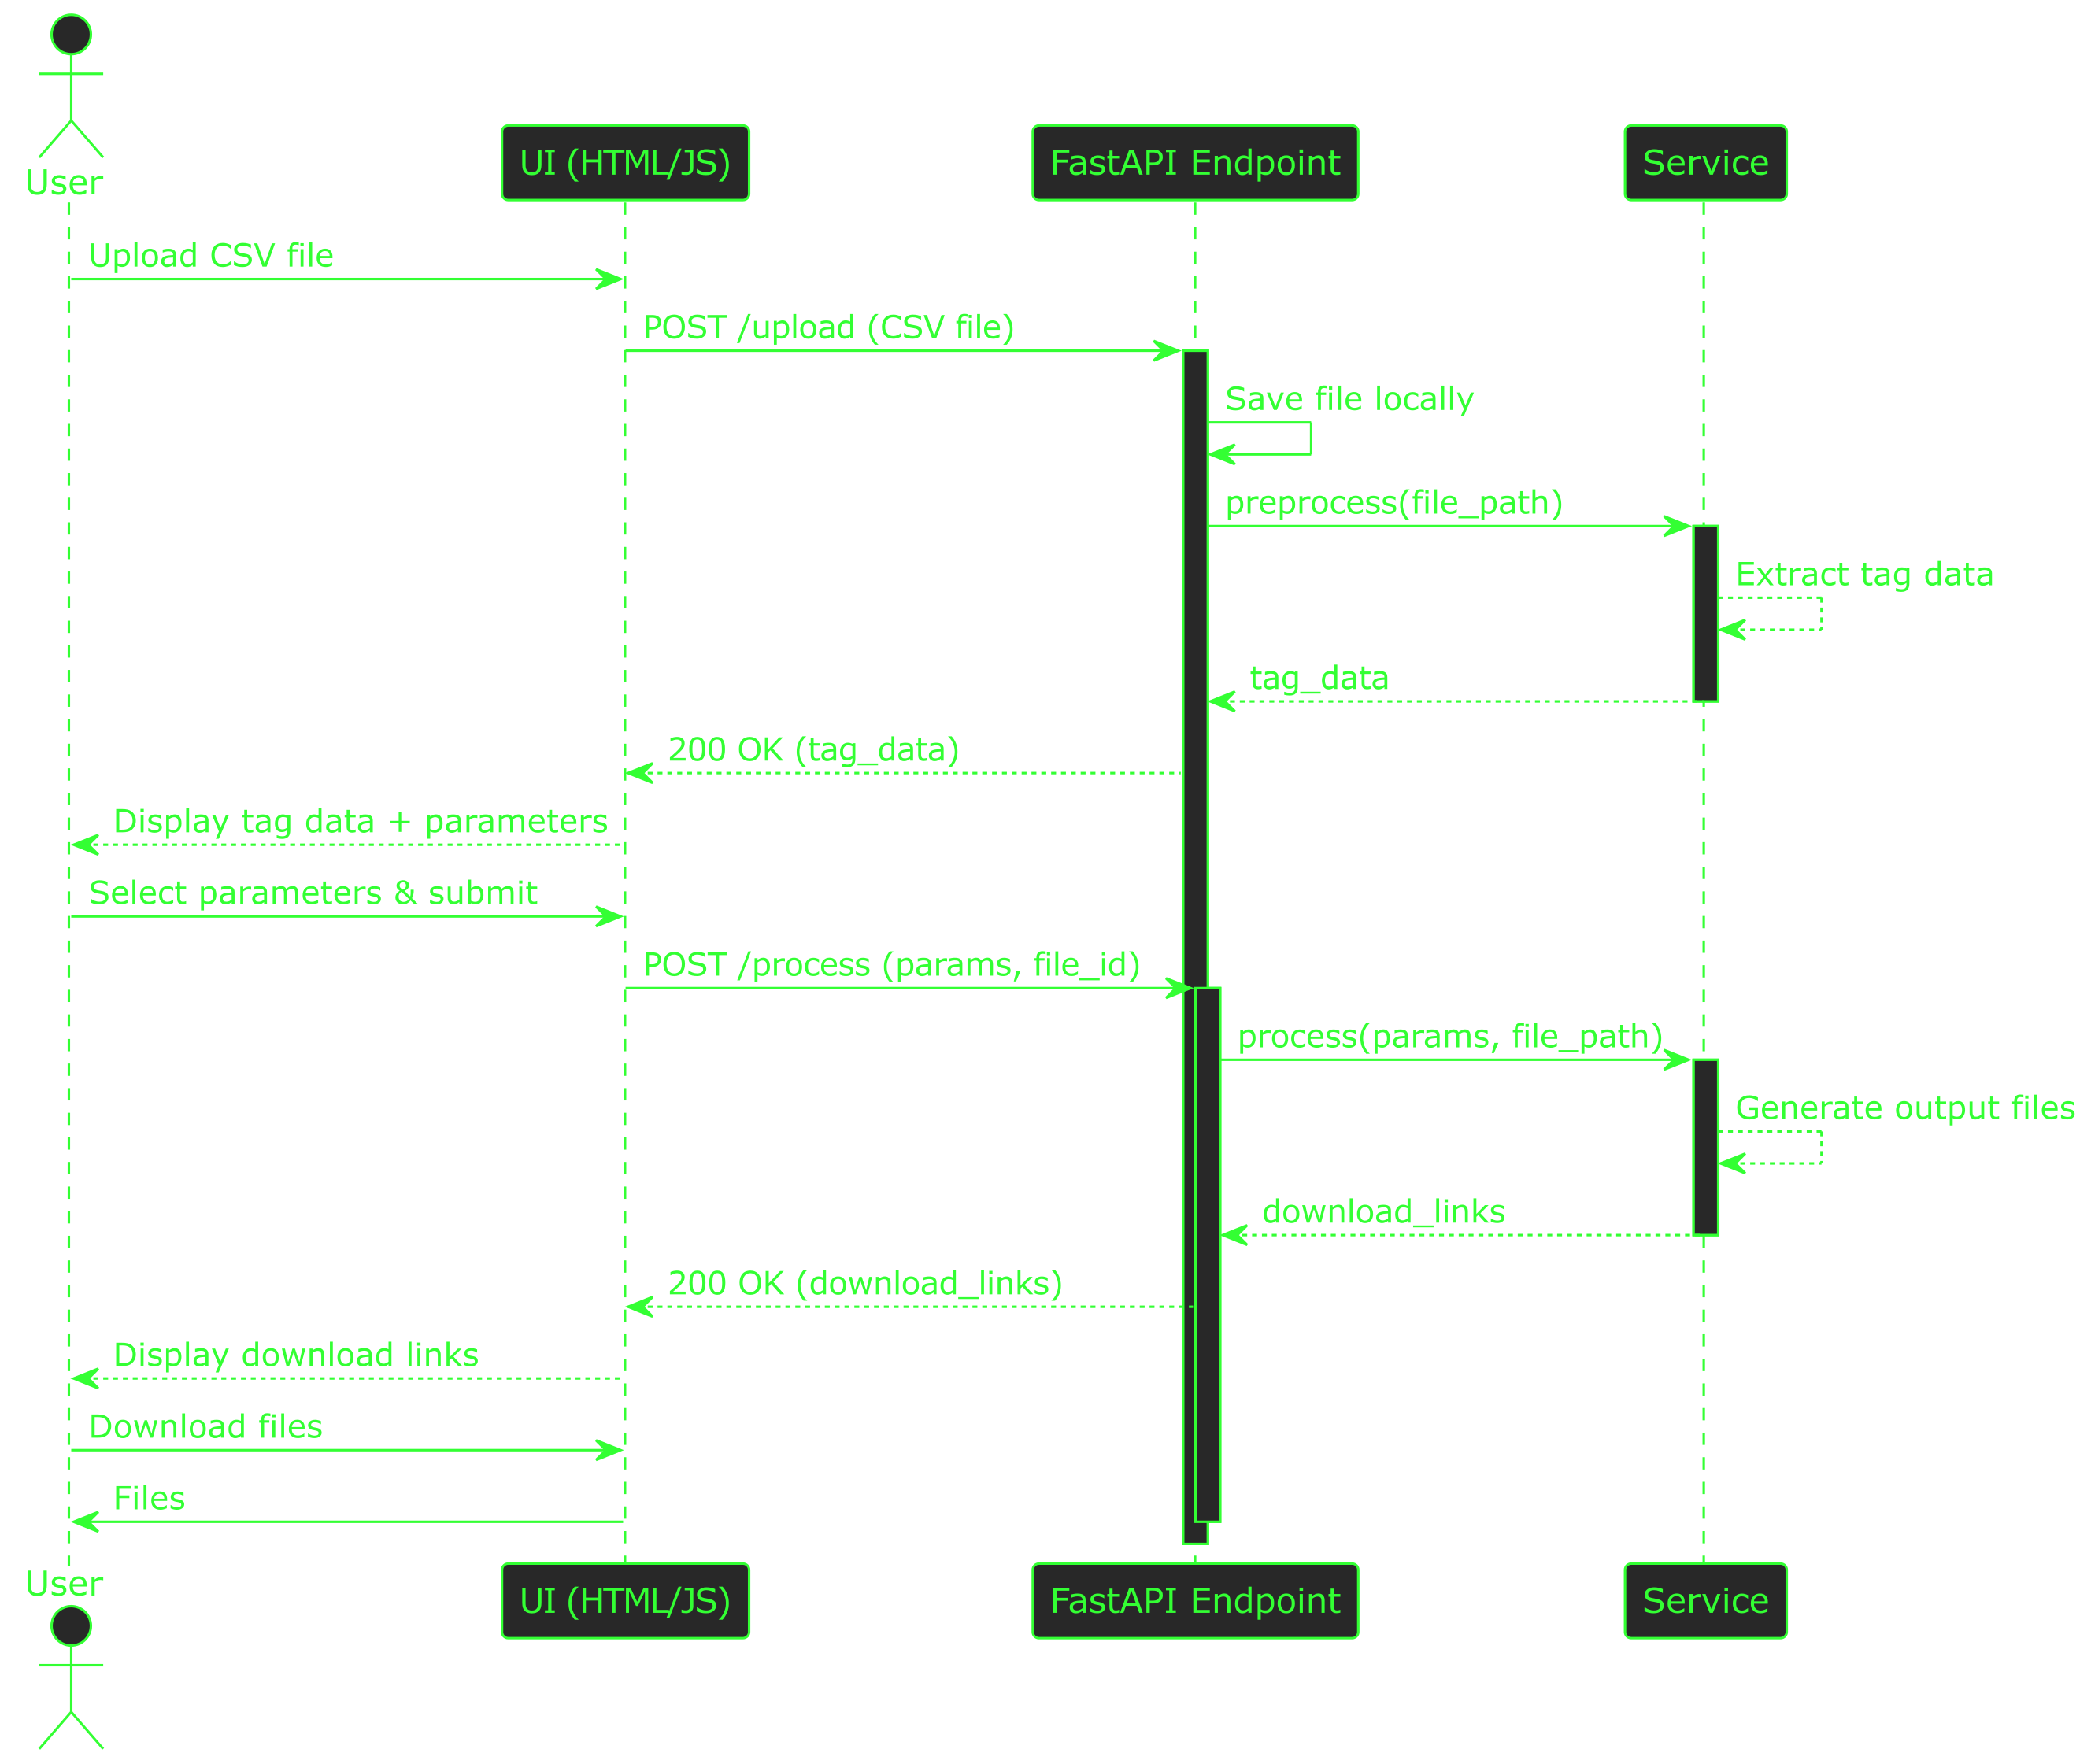 User
UI (HTML/JS)
FastAPI Endpoint
Service
Upload CSV file
POST /upload (CSV file)
Save file locally
preprocess(file_path)
Extract tag data
tag_data
200 OK (tag_data)
Display tag data + parameters
Select parameters & submit
POST /process (params, file_id)
process(params, file_path)
Generate output files
download_links
200 OK (download_links)
Display download links
Download files
Files
User
UI (HTML/JS)
FastAPI Endpoint
Service